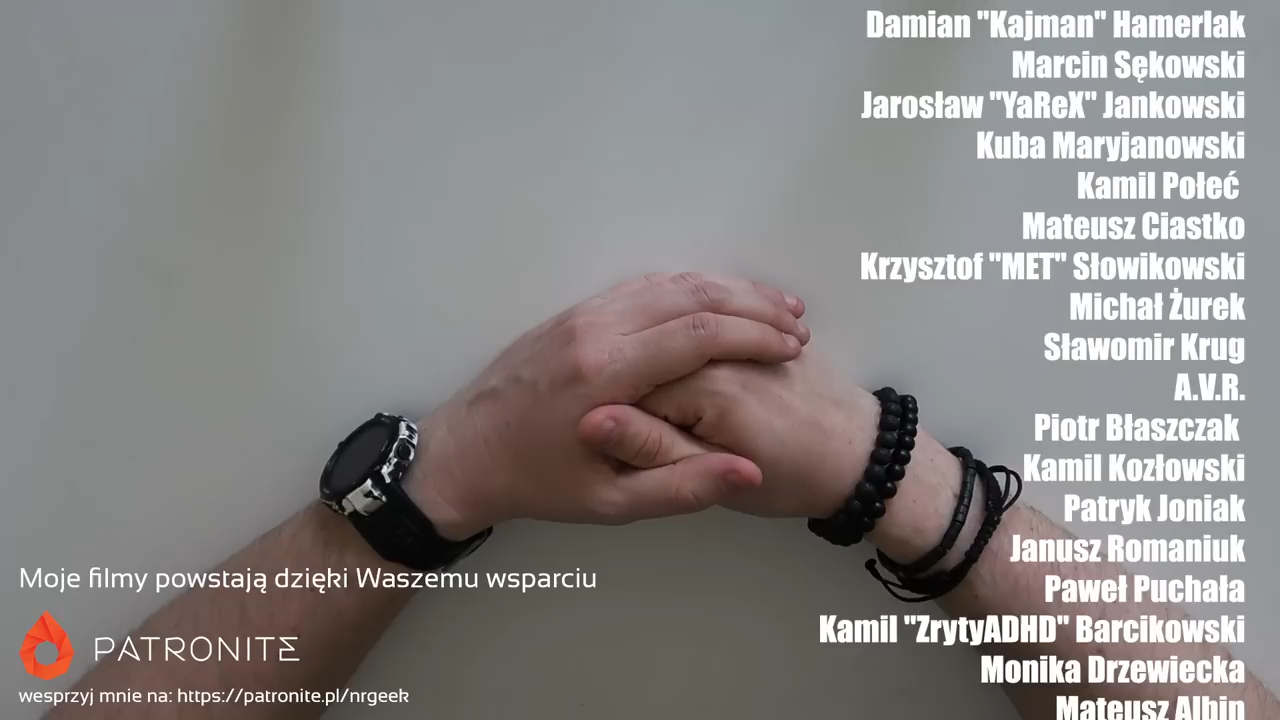 Damian "Kajman" Hamerlak
Marcin Sękowski
Jarosław "YaReX" Jankowski
Kuba Maryjanowski
Kamil Połeć
Mateusz Ciastko
Krzysztof "MET" Słowikowski
Michał Żurek
Sławomir Krug
A.V.R.
Piotr Błaszczak
Kamil Kozłowski
Patryk Joniak
Janusz Romaniuk
Paweł Puchała
Kamil "ZrytyADHD" Barcikowski
Monika Drzewiecka
Mateusz Albin
Moje filmy powstają dzięki Waszemu wsparciu
PATRONITE
wesprzyj mnie na: https://patronite.pl/nrgeek